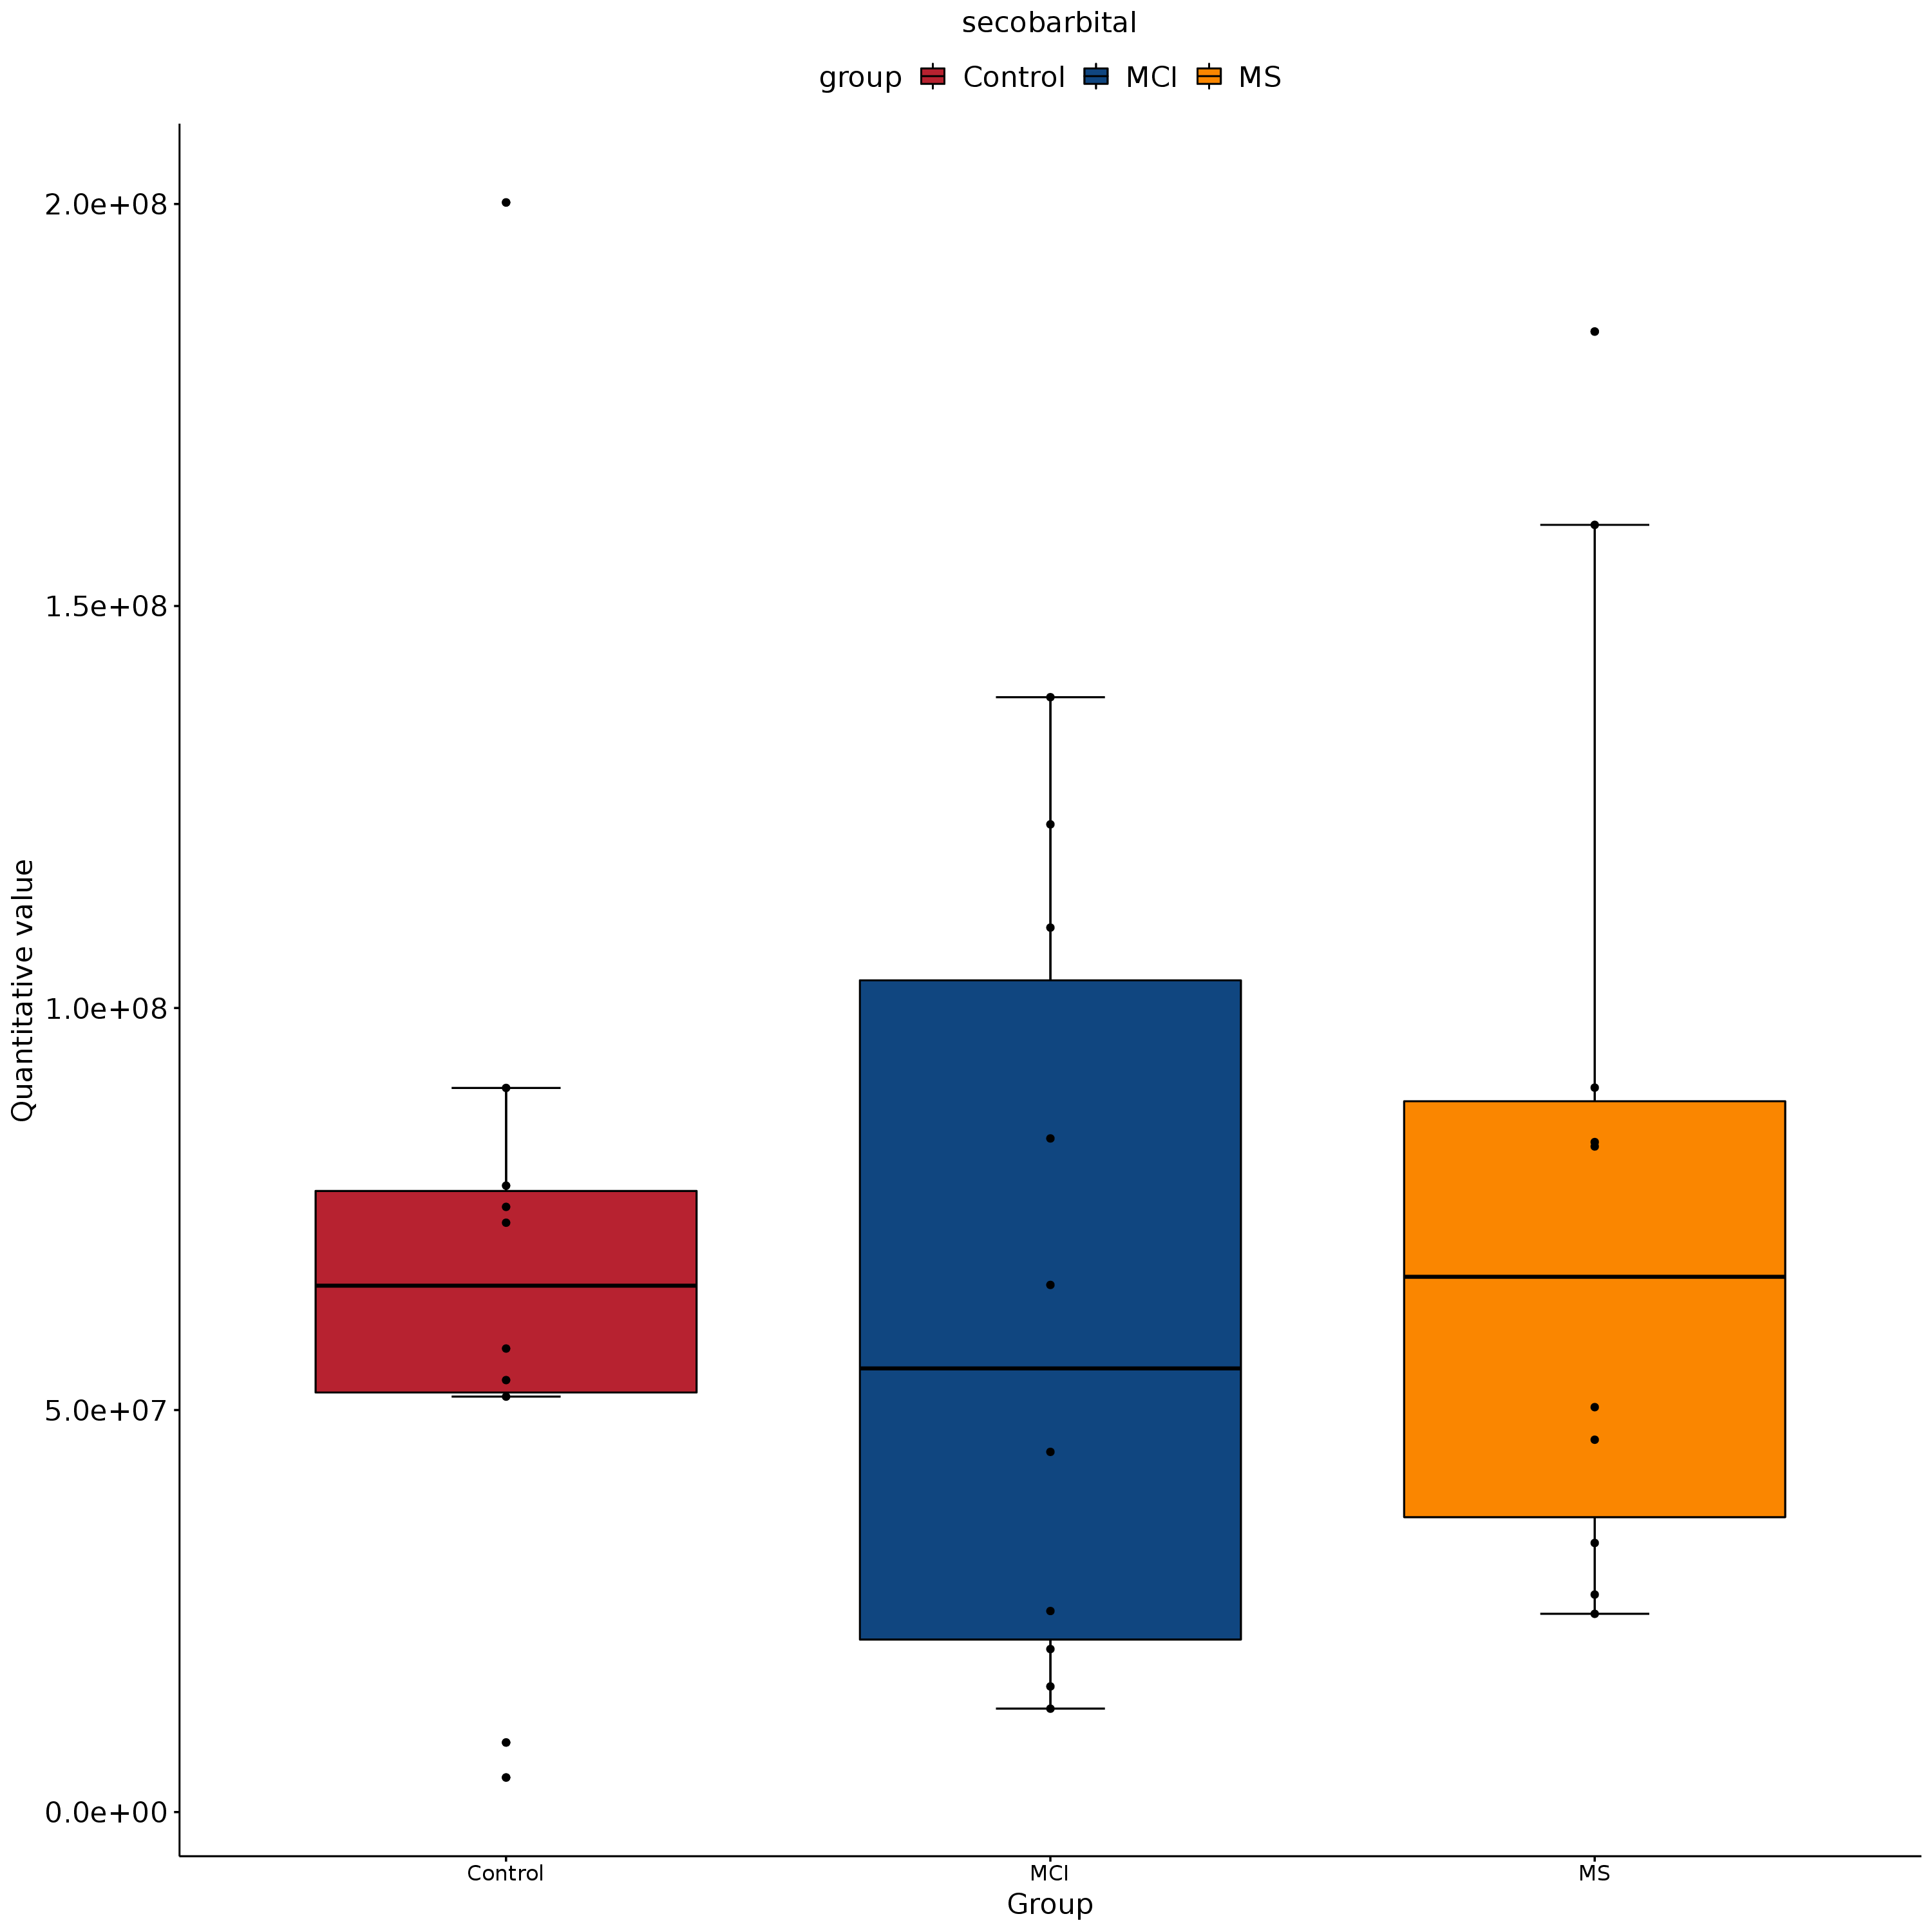 secobarbital
group Control MCI MS
Quantitative value
2.0e+08
1.5e+08
1.0e+08
5.0e+07
0.0e+00
Control MCI MS
Group